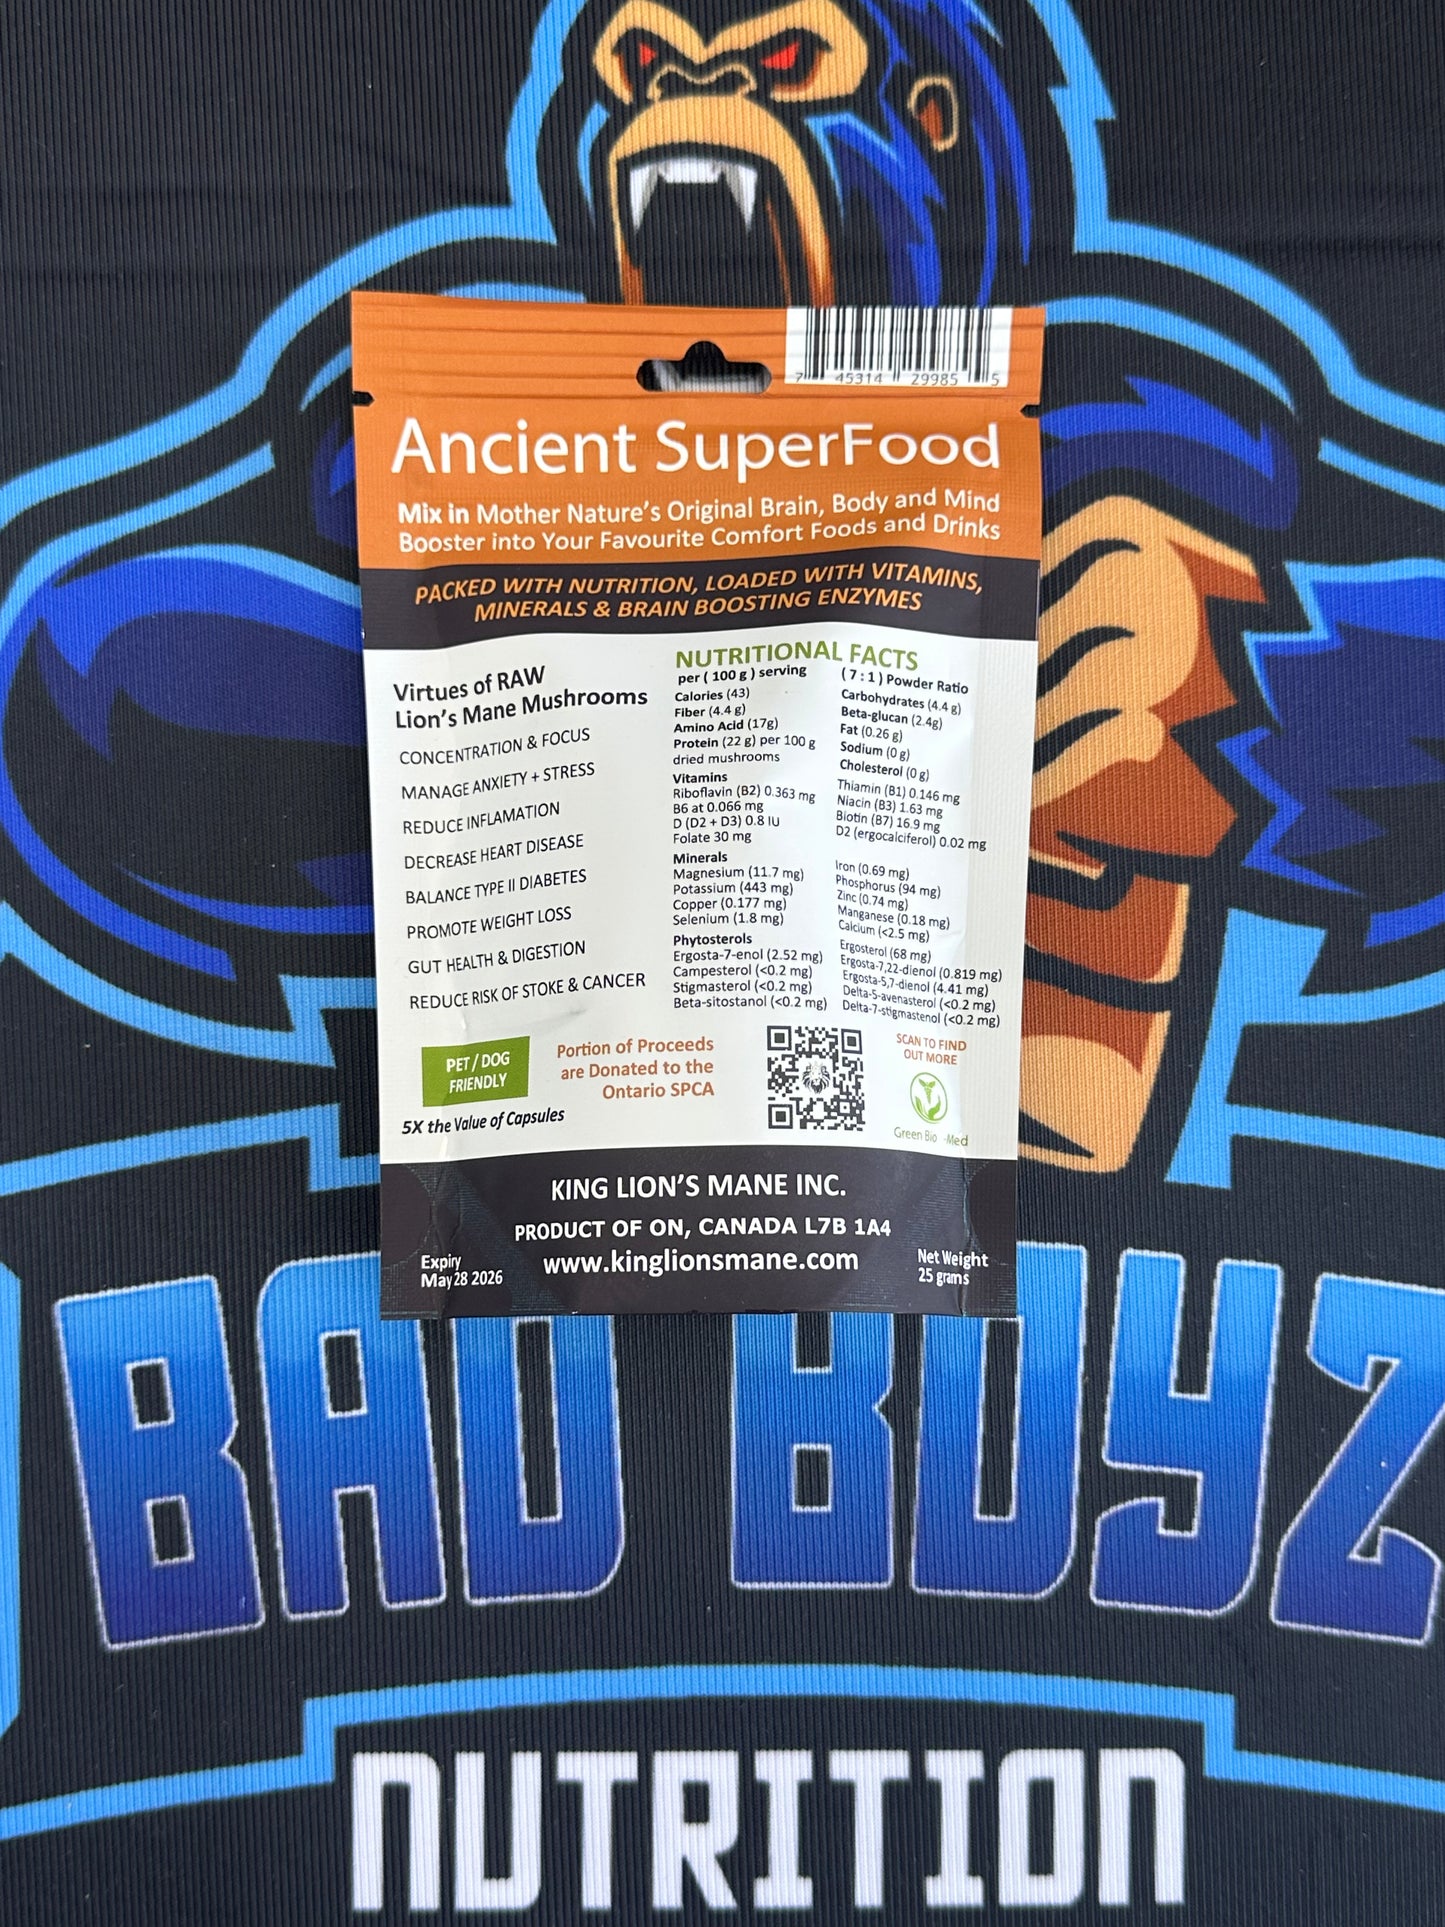 7 45314 29985 5
Ancient SuperFood
Mix in Mother Nature's Original Brain, Body and Mind
Booster into Your Favourite Comfort Foods and Drinks
PACKED WITH NUTRITION, LOADED WITH VITAMINS,
MINERALS & BRAIN BOOSTING ENZYMES
Virtues of RAW
Lion's Mane Mushrooms
CONCENTRATION & FOCUS
MANAGE ANXIETY + STRESS
REDUCE INFLAMATION
DECREASE HEART DISEASE
BALANCE TYPE II DIABETES
PROMOTE WEIGHT LOSS
GUT HEALTH & DIGESTION
REDUCE RISK OF STOKE & CANCER
NUTRITIONAL FACTS
per ( 100 g ) serving
Calories (43)
Fiber (4.4 g)
Amino Acid (17g)
Protein (22 g) per 100 g
dried mushrooms
Vitamins
Riboflavin (B2) 0.363 mg
B6 at 0.066 mg
D (D2 + D3) 0.8 IU
Folate 30 mg
Minerals
Magnesium (11.7 mg)
Potassium (443 mg)
Copper (0.177 mg)
Selenium (1.8 mg)
Phytosterols
Ergosta-7-enol (2.52 mg)
Campesterol (<0.2 mg)
Stigmasterol (<0.2 mg)
Beta-sitostanol (<0.2 mg)
( 7 : 1 ) Powder Ratio
Carbohydrates (4.4 g)
Beta-glucan (2.4g)
Fat (0.26 g)
Sodium (0 g)
Cholesterol (0 g)
Thiamin (B1) 0.146 mg
Niacin (B3) 1.63 mg
Biotin (B7) 16.9 mg
D2 (ergocalciferol) 0.02 mg
Iron (0.69 mg)
Phosphorus (94 mg)
Zinc (0.74 mg)
Manganese (0.18 mg)
Calcium (<2.5 mg)
Ergosterol (68 mg)
Ergosta-7,22-dienol (0.819 mg)
Ergosta-5,7-dienol (4.41 mg)
Delta-5-avenasterol (<0.2 mg)
Delta-7-stigmastenol (<0.2 mg)
PET / DOG
FRIENDLY
5X the Value of Capsules
Portion of Proceeds
are Donated to the
Ontario SPCA
SCAN TO FIND
OUT MORE
Green Bio -Med
KING LION'S MANE INC.
PRODUCT OF ON, CANADA L7B 1A4
www.kinglionsmane.com
Expiry
May 28 2026
Net Weight
25 grams
BAD BOYZ
NUTRITION